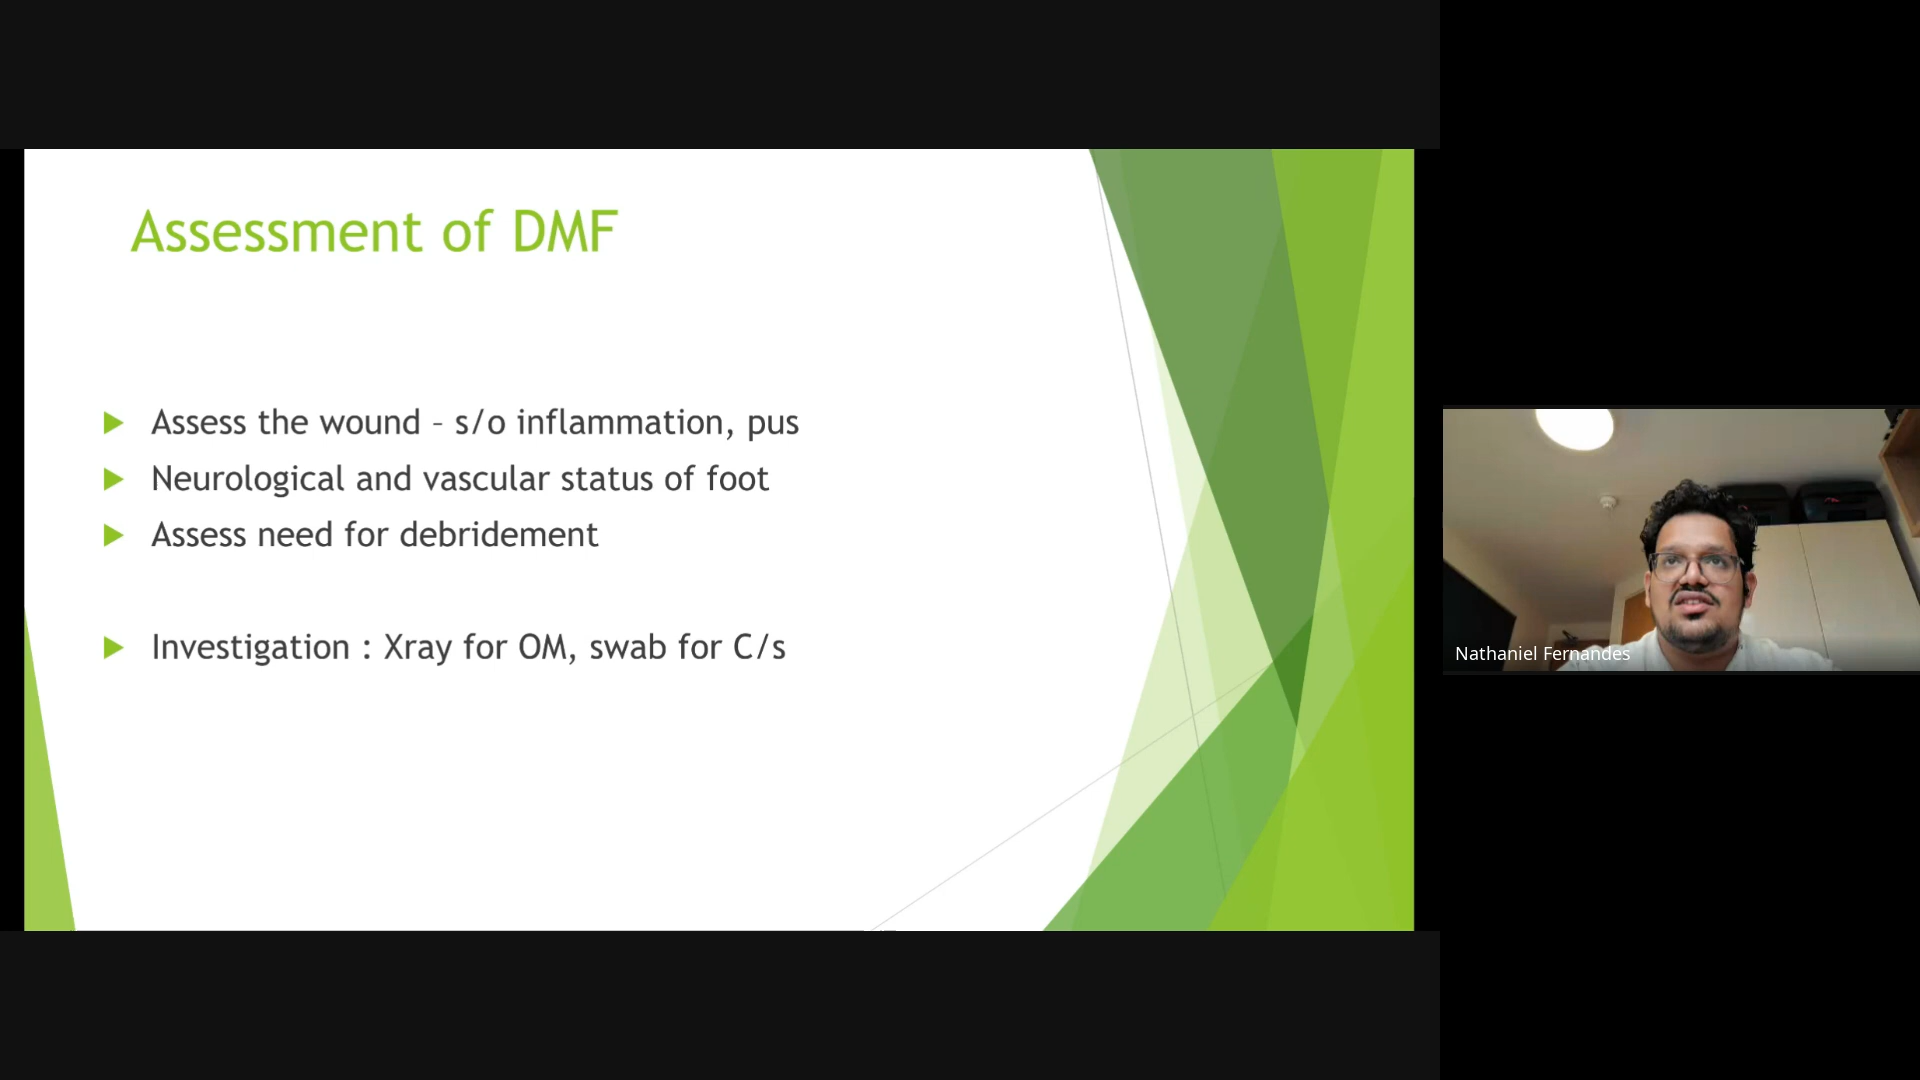 Assessment of DMF
Assess the wound – s/o inflammation, pus
Neurological and vascular status of foot
Assess need for debridement
Investigation : Xray for OM, swab for C/s
Nathaniel Fernandes